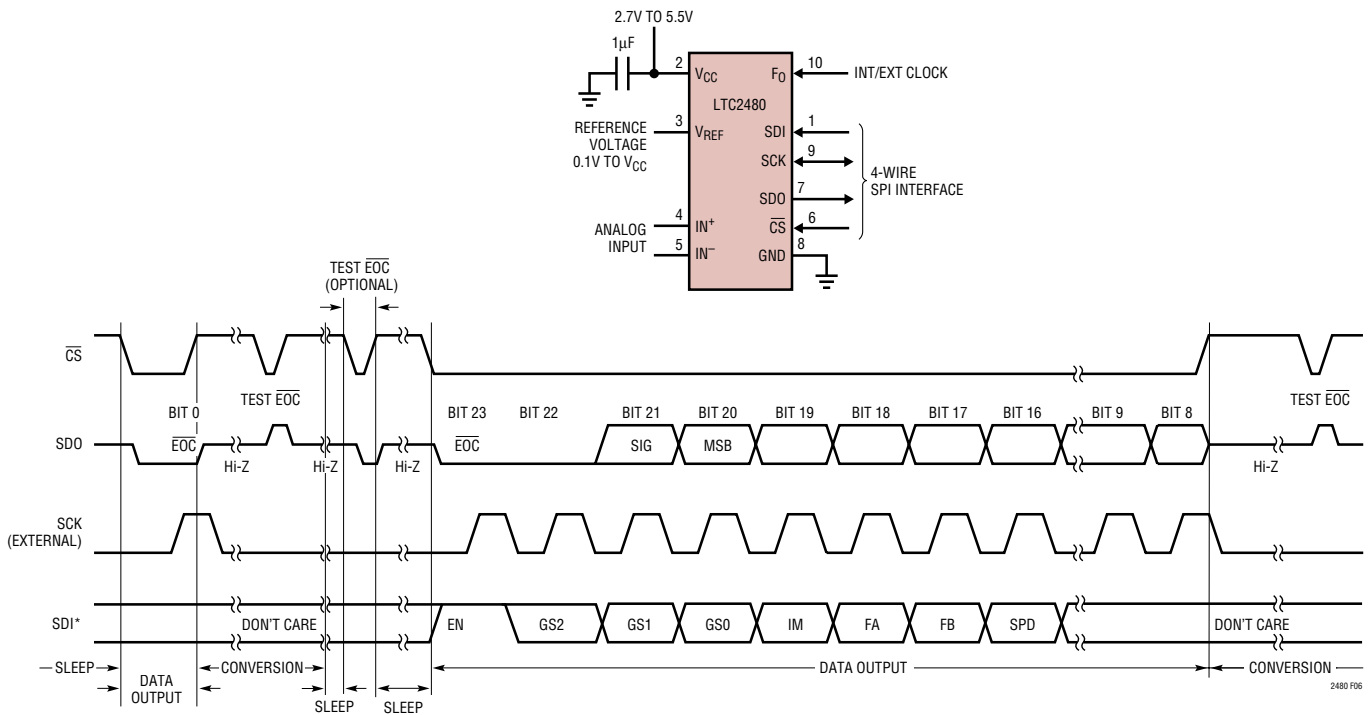 2.7V TO 5.5V
1μF
2
VCC
FO
10
INT/EXT CLOCK
LTC2480
REFERENCE
VOLTAGE
0.1V TO VCC
3
VREF
SDI
1
SCK
9
4-WIRE
SPI INTERFACE
SDO
7
ANALOG
INPUT
4
IN+
CS
6
5
IN–
GND
8
TEST EOC
(OPTIONAL)
CS
TEST EOC
TEST EOC
BIT 0
BIT 23
BIT 22
BIT 21
BIT 20
BIT 19
BIT 18
BIT 17
BIT 16
BIT 9
BIT 8
SDO
EOC
EOC
SIG
MSB
Hi-Z
Hi-Z
Hi-Z
Hi-Z
SCK
(EXTERNAL)
SDI*
DON'T CARE
EN
GS2
GS1
GS0
IM
FA
FB
SPD
DON'T CARE
SLEEP
DATA
OUTPUT
CONVERSION
SLEEP
SLEEP
DATA OUTPUT
CONVERSION
2480 F06